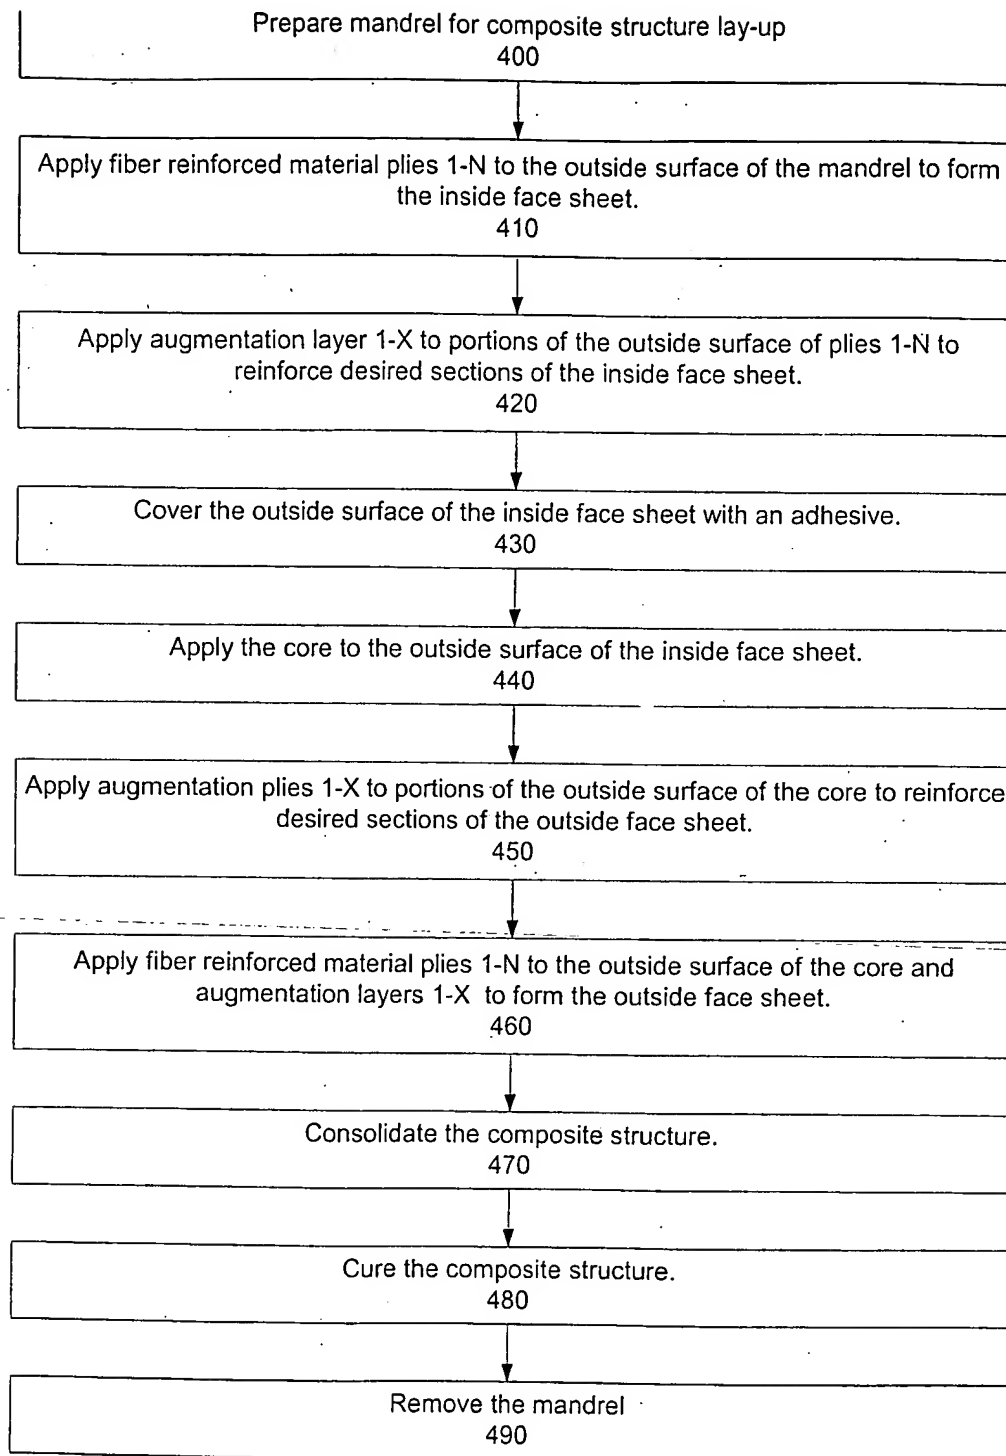 Prepare mandrel for composite structure lay-up
400
Apply fiber reinforced material plies 1-N to the outside surface of the mandrel to form
the inside face sheet.
410
Apply augmentation layer 1-X to portions of the outside surface of plies 1-N to
reinforce desired sections of the inside face sheet.
420
Cover the outside surface of the inside face sheet with an adhesive.
430
Apply the core to the outside surface of the inside face sheet.
440
Apply augmentation plies 1-X to portions of the outside surface of the core to reinforce
desired sections of the outside face sheet.
450
Apply fiber reinforced material plies 1-N to the outside surface of the core and
augmentation layers 1-X to form the outside face sheet.
460
Consolidate the composite structure.
470
Cure the composite structure.
480
Remove the mandrel
490